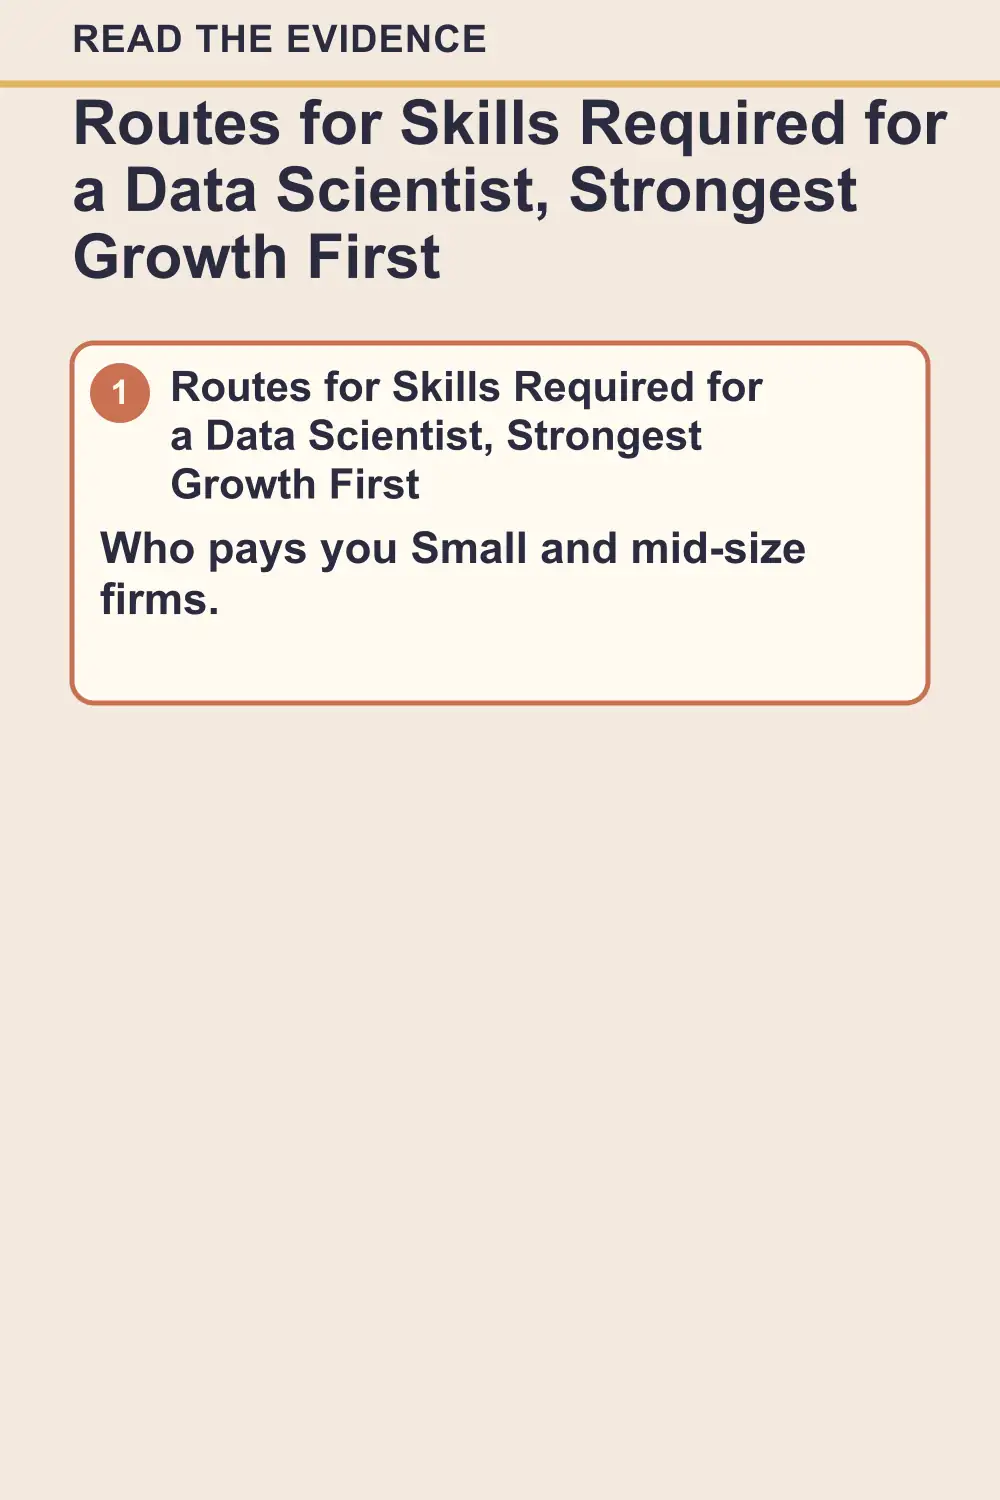 READ THE EVIDENCE
Routes for Skills Required for
a Data Scientist, Strongest
Growth First
1
Routes for Skills Required for
a Data Scientist, Strongest
Growth First
Who pays you Small and mid-size
firms.